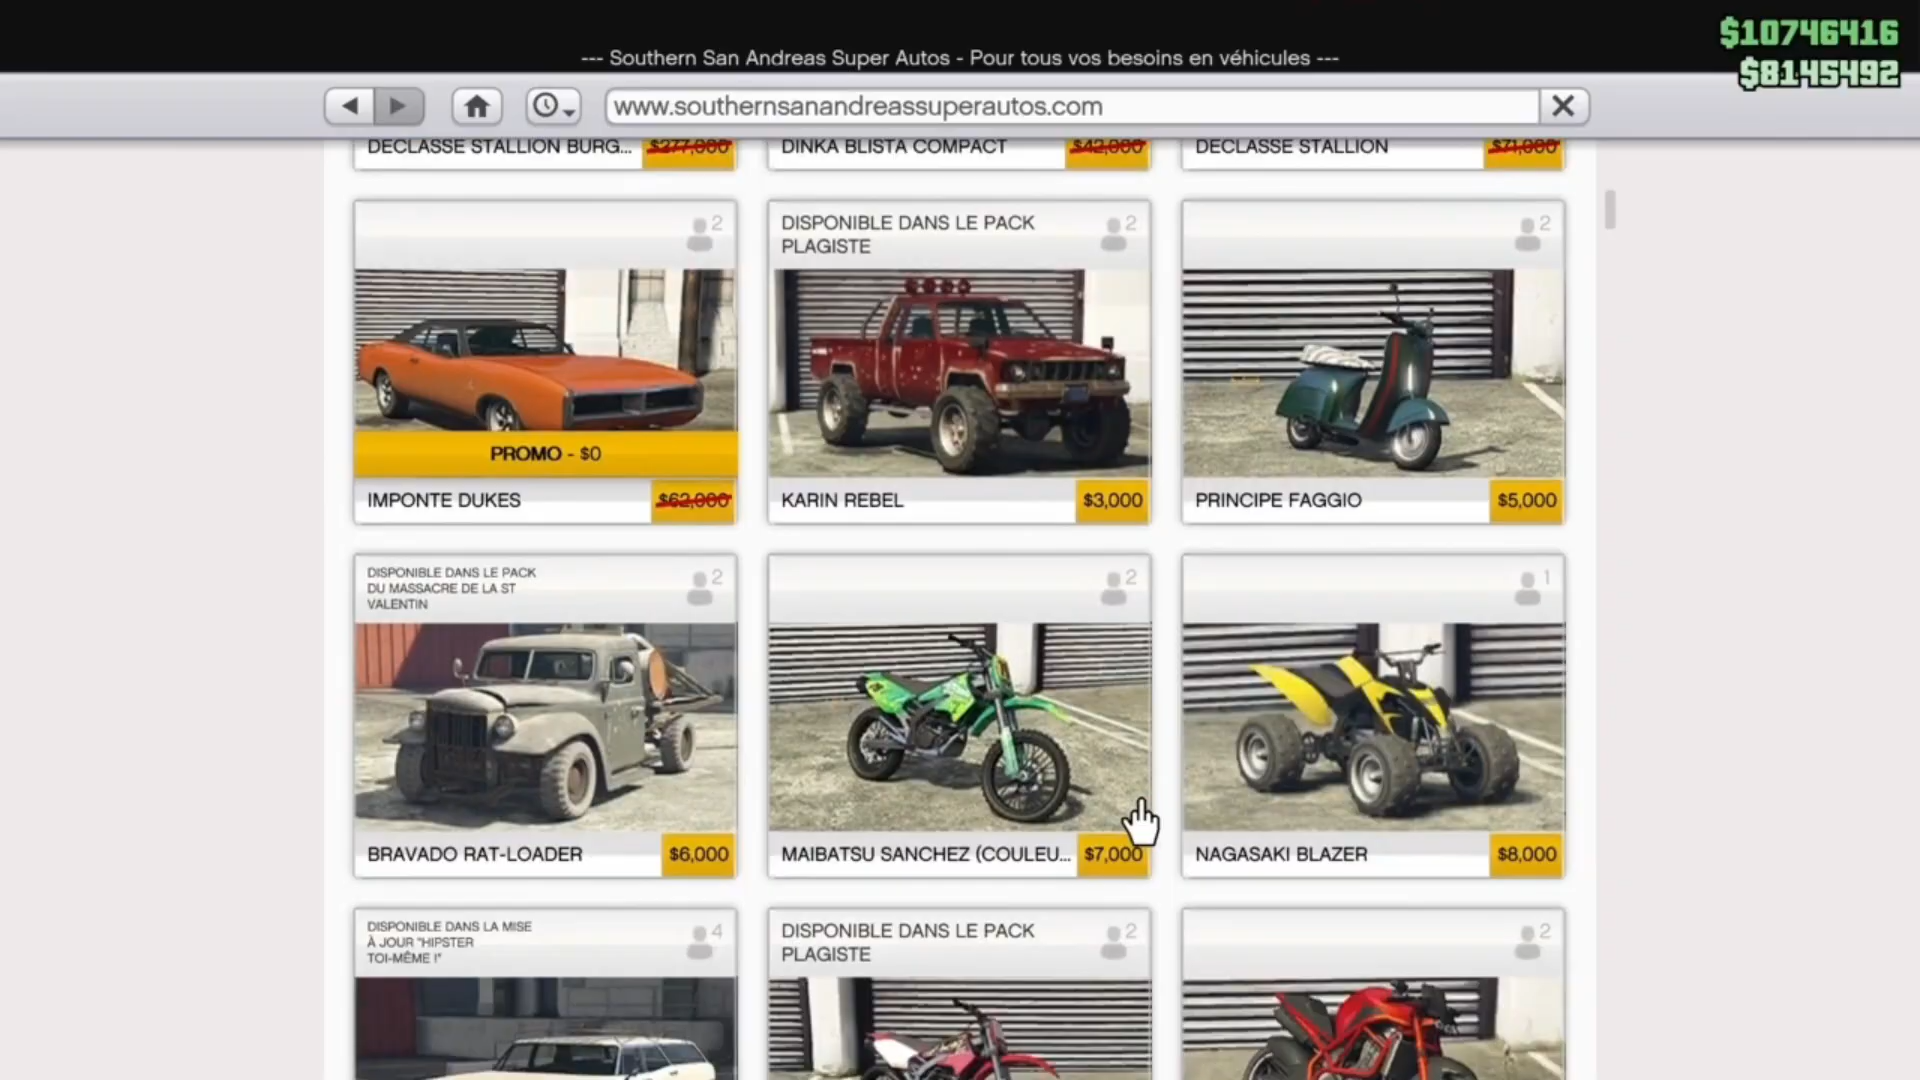 $10746416
--- Southern San Andreas Super Autos - Pour tous vos besoins en véhicules ---
$8145492
www.southernsanandreassuperautos.com
DECLASSE STALLION BURG... $277,000
DINKA BLISTA COMPACT $42,000
DECLASSE STALLION $71,000
2
DISPONIBLE DANS LE PACK
PLAGISTE
2
2
PROMO - $0
IMPONTE DUKES $62,000
KARIN REBEL $3,000
PRINCIPE FAGGIO $5,000
DISPONIBLE DANS LE PACK
DU MASSACRE DE LA ST
VALENTIN
2
2
1
BRAVADO RAT-LOADER $6,000
MAIBATSU SANCHEZ (COULEU... $7,000
NAGASAKI BLAZER $8,000
DISPONIBLE DANS LA MISE
À JOUR "HIPSTER
TOI-MÊME !"
4
DISPONIBLE DANS LE PACK
PLAGISTE
2
2